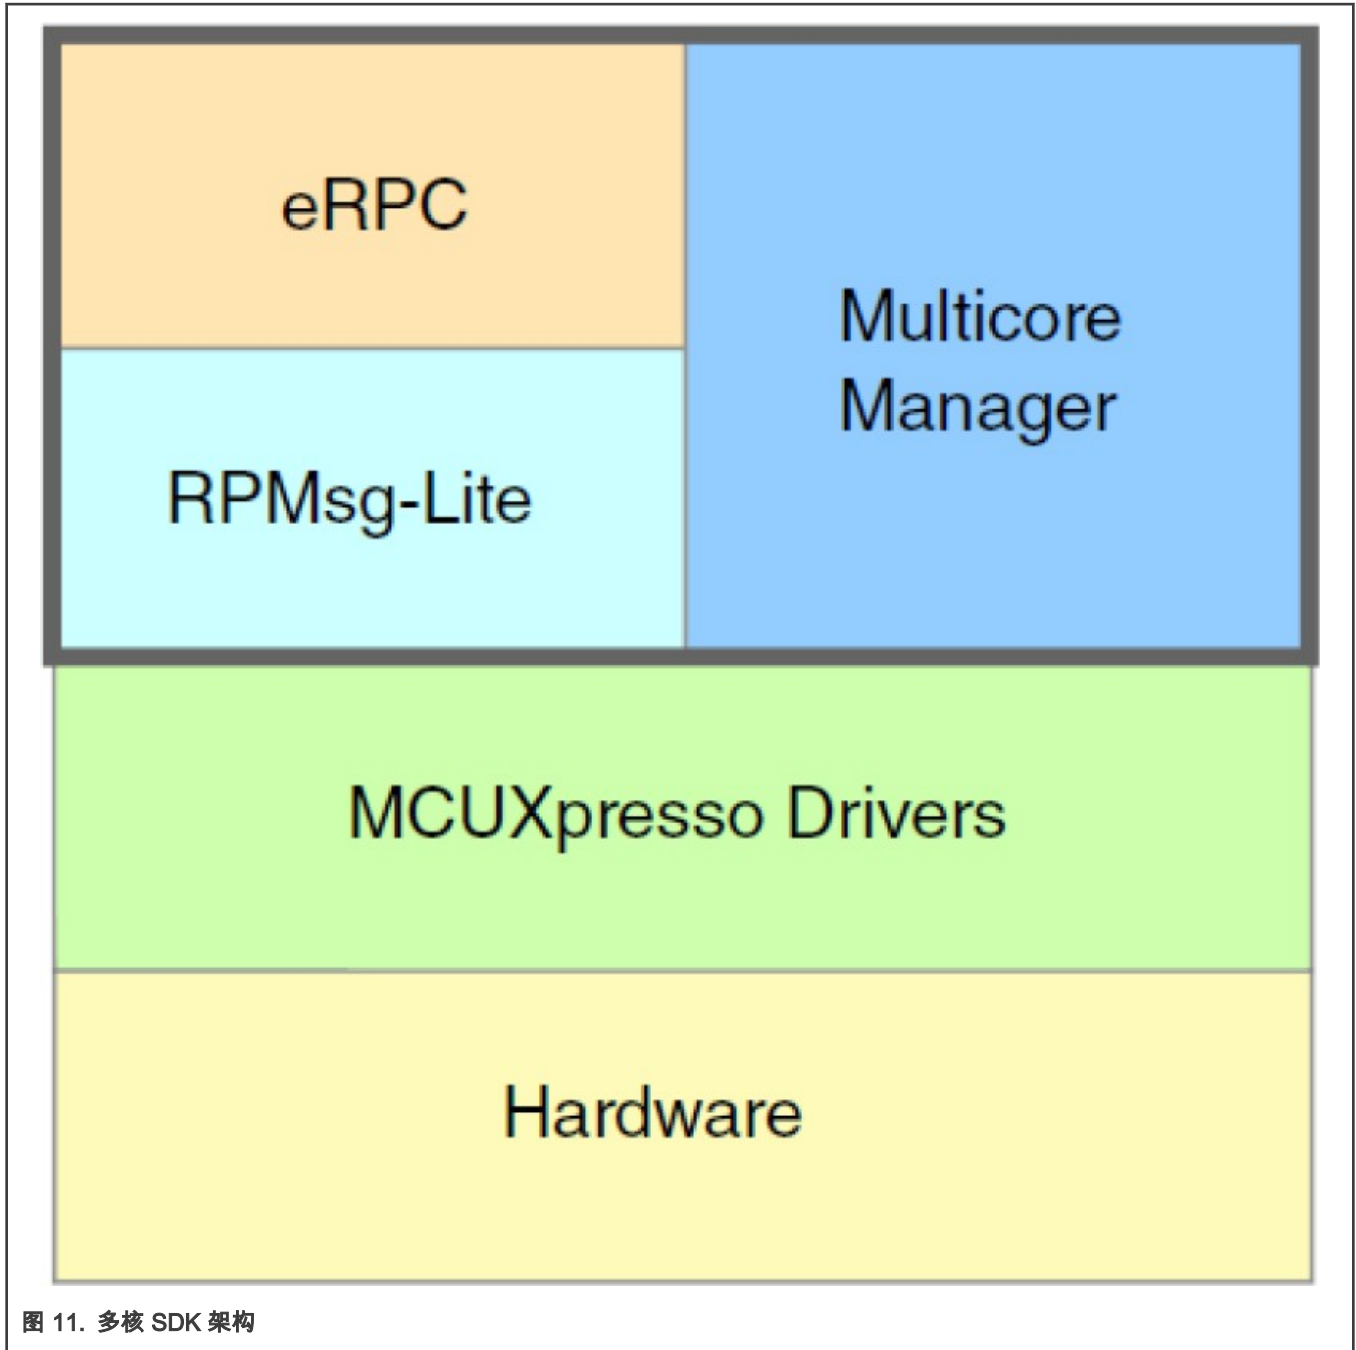 eRPC
Multicore
Manager
RPMsg-Lite
MCUXpresso Drivers
Hardware
图 11. 多核 SDK 架构